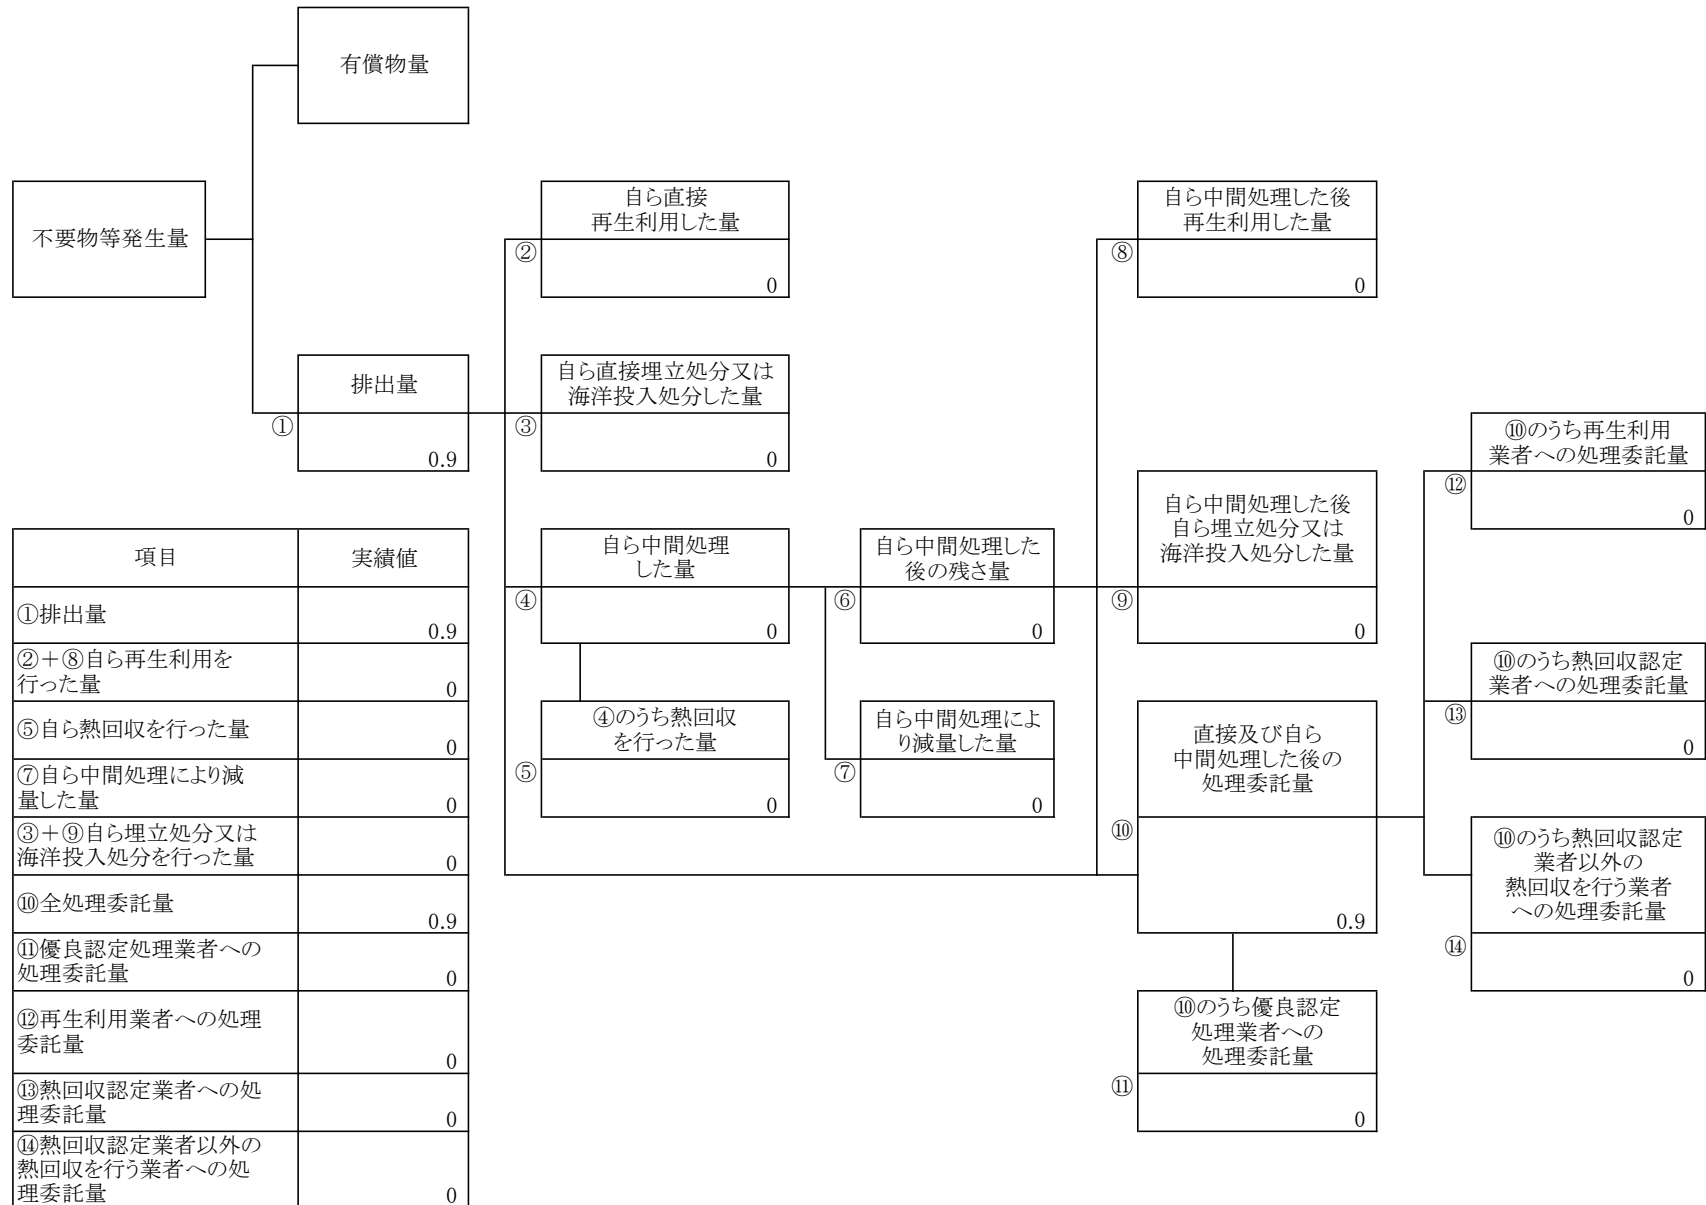 有償物量
不要物等発生量
自ら直接
再生利用した量
②
0
自ら中間処理した後
再生利用した量
⑧
0
排出量
①
0.9
自ら直接埋立処分又は
海洋投入処分した量
③
0
⑩のうち再生利用
業者への処理委託量
⑫
0
自ら中間処理
した量
④
0
自ら中間処理した
後の残さ量
⑥
0
自ら中間処理した後
自ら埋立処分又は
海洋投入処分した量
⑨
0
④のうち熱回収
を行った量
⑤
0
自ら中間処理によ
り減量した量
⑦
0
直接及び自ら
中間処理した後の
処理委託量
⑩
0.9
⑩のうち熱回収認定
業者への処理委託量
⑬
0
⑩のうち熱回収認定
業者以外の
熱回収を行う業者
への処理委託量
⑭
0
⑩のうち優良認定
処理業者への
処理委託量
⑪
0
項目 実績値
①排出量
0.9
②＋⑧自ら再生利用を
行った量 0
⑤自ら熱回収を行った量
0
⑦自ら中間処理により減
量した量 0
③＋⑨自ら埋立処分又は
海洋投入処分を行った量 0
⑩全処理委託量
0.9
⑪優良認定処理業者への
処理委託量 0
⑫再生利用業者への処理
委託量
0
⑬熱回収認定業者への処
理委託量 0
⑭熱回収認定業者以外の
熱回収を行う業者への処
理委託量 0